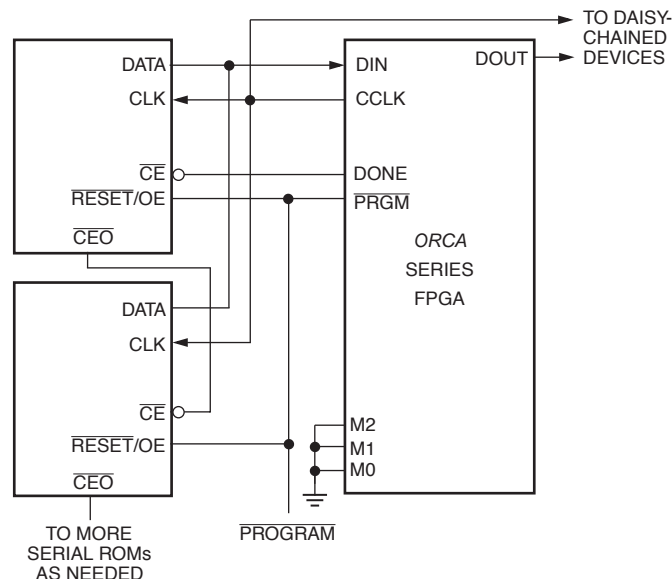 TO DAISY-
CHAINED
DEVICES
DATA
CLK
CE
RESET/OE
CEO
DIN
DOUT
CCLK
DONE
PRGM
ORCA
SERIES
FPGA
M2
M1
M0
DATA
CLK
CE
RESET/OE
CEO
TO MORE
SERIAL ROMs
AS NEEDED
PROGRAM